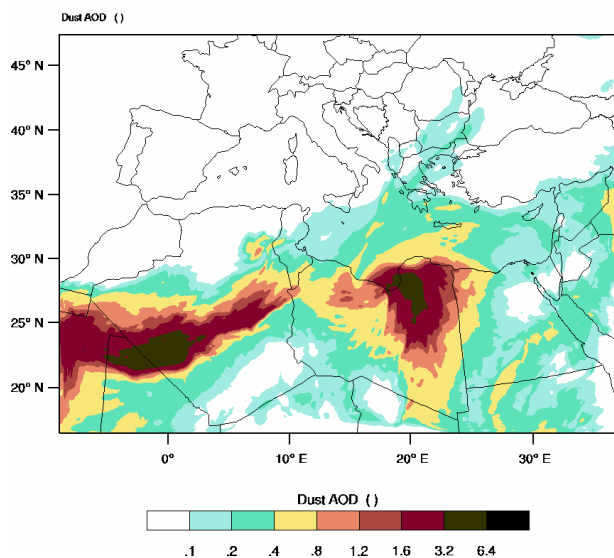 Dust AOD ( )
45° N
40° N
35° N
30° N
25° N
20° N
0° 10° E 20° E 30° E
Dust AOD ( )
.1 .2 .4 .8 1.2 1.6 3.2 6.4